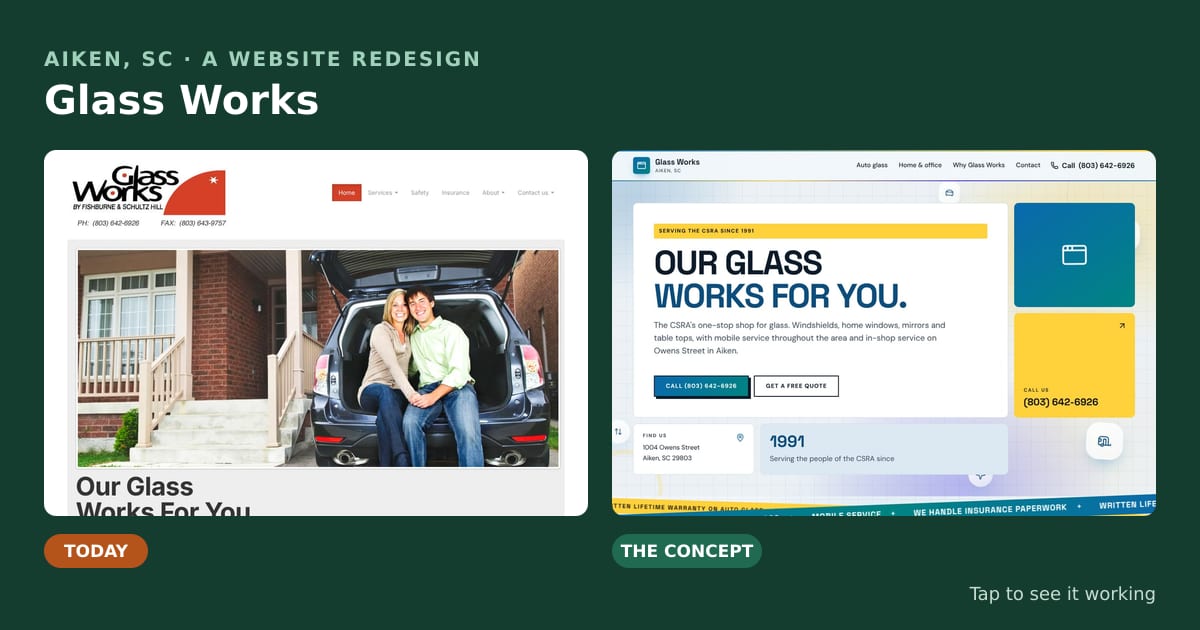 AIKEN, SC · A WEBSITE REDESIGN
Glass Works
Glass
Works
BY FISHBURNE & SCHULTZ HILL
PH: (803) 642-6926 FAX: (803) 643-9757
Home Services Safety Insurance About Contact us
Our Glass
Works For You
TODAY
Glass Works
AIKEN, SC
Auto glass Home & office Why Glass Works Contact Call (803) 642-6926
SERVING THE CSRA SINCE 1991
OUR GLASS
WORKS FOR YOU.
The CSRA's one-stop shop for glass. Windshields, home windows, mirrors and
table tops, with mobile service throughout the area and in-shop service on
Owens Street in Aiken.
CALL (803) 642-6926 GET A FREE QUOTE
CALL US
(803) 642-6926
FIND US
1004 Owens Street
Aiken, SC 29803
1991
Serving the people of the CSRA since
TTEN LIFETIME WARRANTY ON AUTO GLASS
MOBILE SERVICE WE HANDLE INSURANCE PAPERWORK WRITTEN LIFE
THE CONCEPT
Tap to see it working